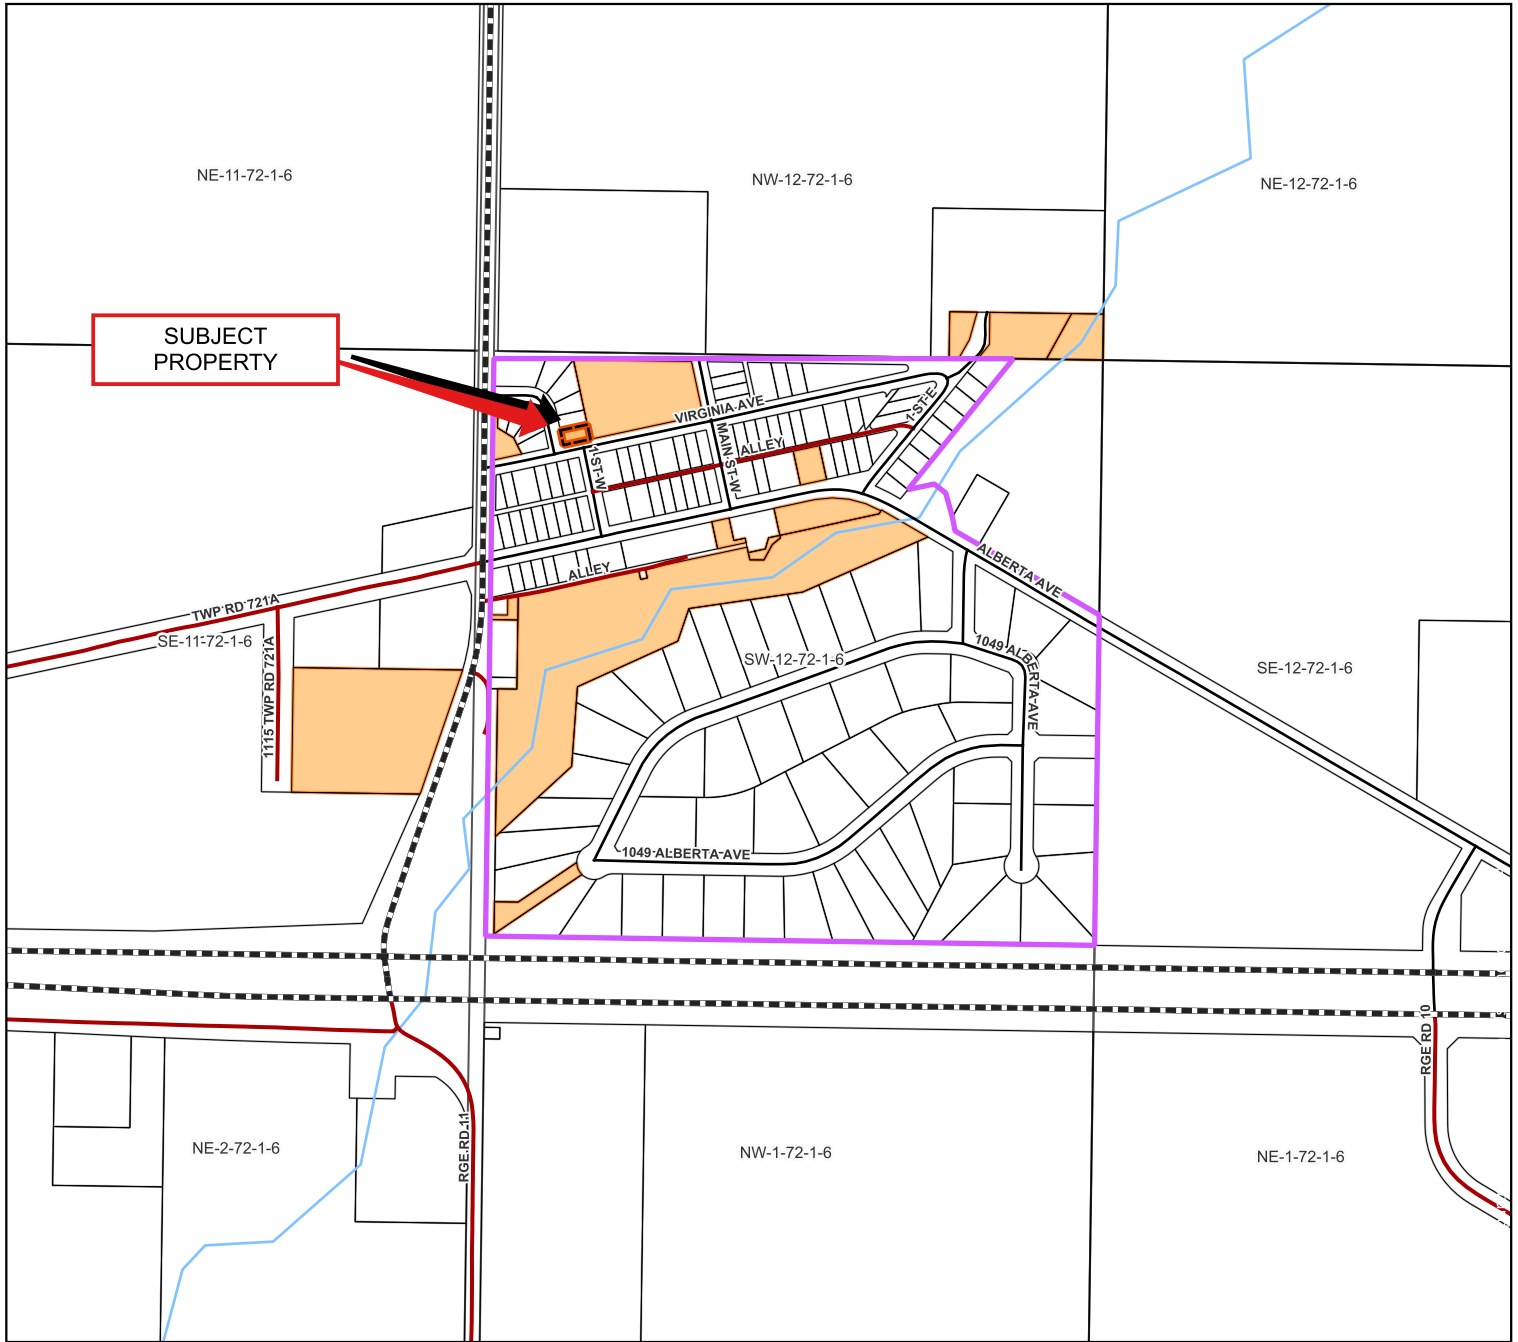 NE-11-72-1-6
NW-12-72-1-6
NE-12-72-1-6
SUBJECT
PROPERTY
VIRGINIA AVE
1 ST E
1 ST W
MAIN ST W
ALLEY
ALBERTA AVE
ALLEY
TWP RD 721A
SE-11-72-1-6
1115 TWP RD 721A
SW-12-72-1-6
1049 ALBERTA AVE
SE-12-72-1-6
1049 ALBERTA AVE
RGE RD 10
RGE RD 11
NE-2-72-1-6
NW-1-72-1-6
NE-1-72-1-6